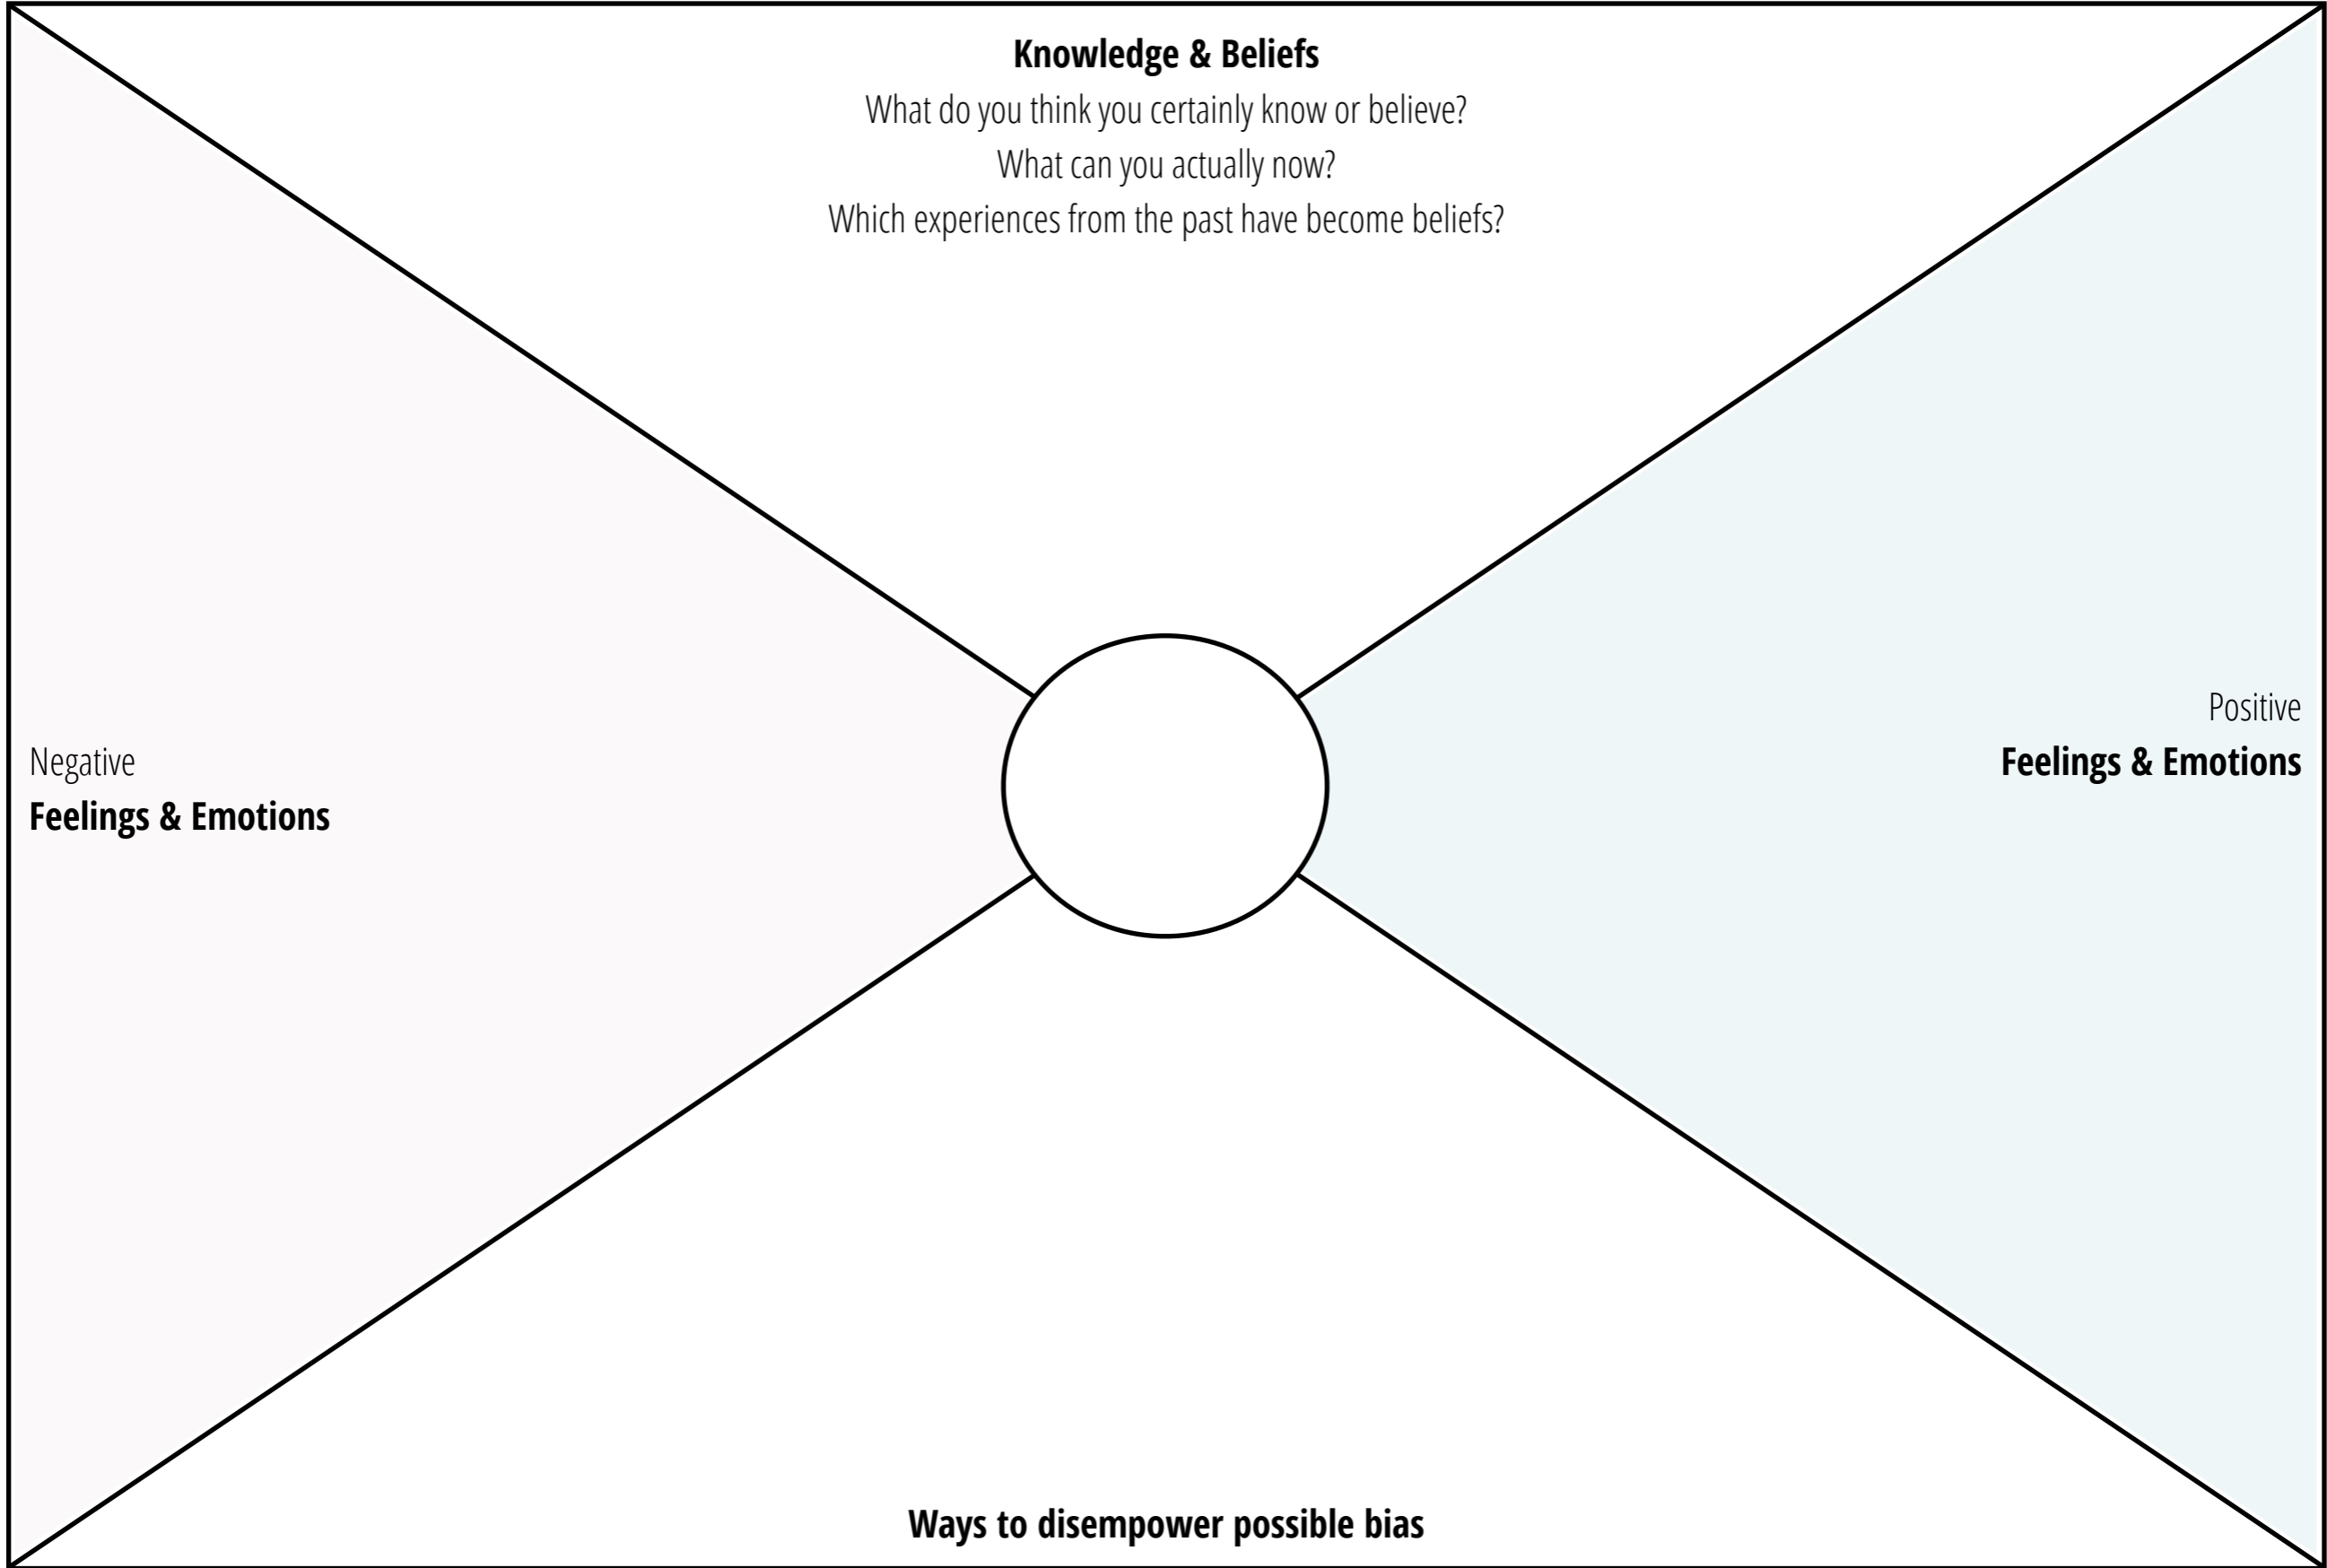 Knowledge & Beliefs
What do you think you certainly know or believe?
What can you actually now?
Which experiences from the past have become beliefs?
Negative
Feelings & Emotions
Positive
Feelings & Emotions
Ways to disempower possible bias